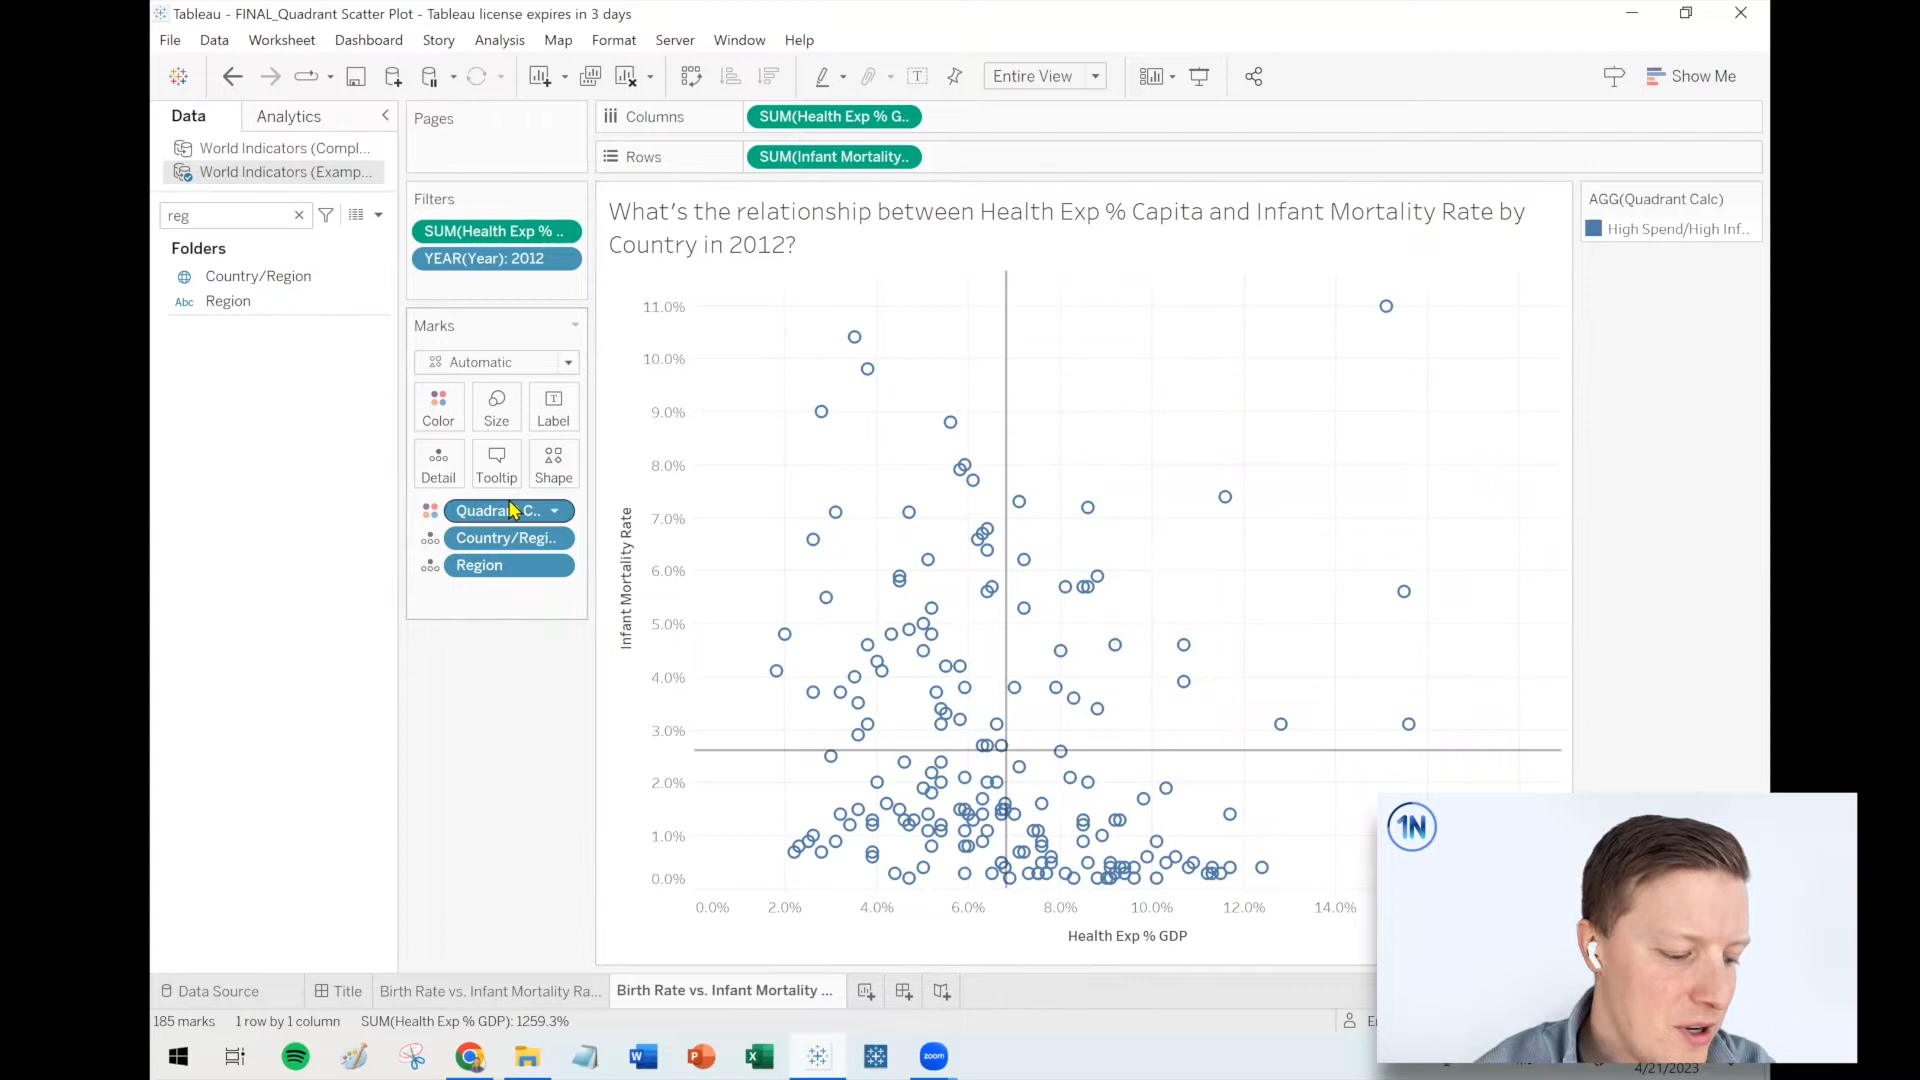 Tableau - FINAL_Quadrant Scatter Plot - Tableau license expires in 3 days
File Data Worksheet Dashboard Story Analysis Map Format Server Window Help
Entire View
Show Me
Data Analytics
World Indicators (Compl...
World Indicators (Examp...
reg
Folders
Country/Region
Abc Region
Pages
Filters
SUM(Health Exp % ..
YEAR(Year): 2012
Marks
Automatic
Color Size Label
Detail Tooltip Shape
Country/Regi..
Region
Columns SUM(Health Exp % G..
Rows SUM(Infant Mortality..
What's the relationship between Health Exp % Capita and Infant Mortality Rate by
Country in 2012?
11.0%
10.0%
9.0%
8.0%
7.0%
6.0%
5.0%
4.0%
3.0%
2.0%
1.0%
0.0%
Infant Mortality Rate
0.0% 2.0% 4.0% 6.0% 8.0% 10.0% 12.0% 14.0%
Health Exp % GDP
AGG(Quadrant Calc)
High Spend/High Inf..
1N
Data Source Title Birth Rate vs. Infant Mortality Ra... Birth Rate vs. Infant Mortality ...
185 marks 1 row by 1 column SUM(Health Exp % GDP): 1259.3%
zoom
4/21/2023